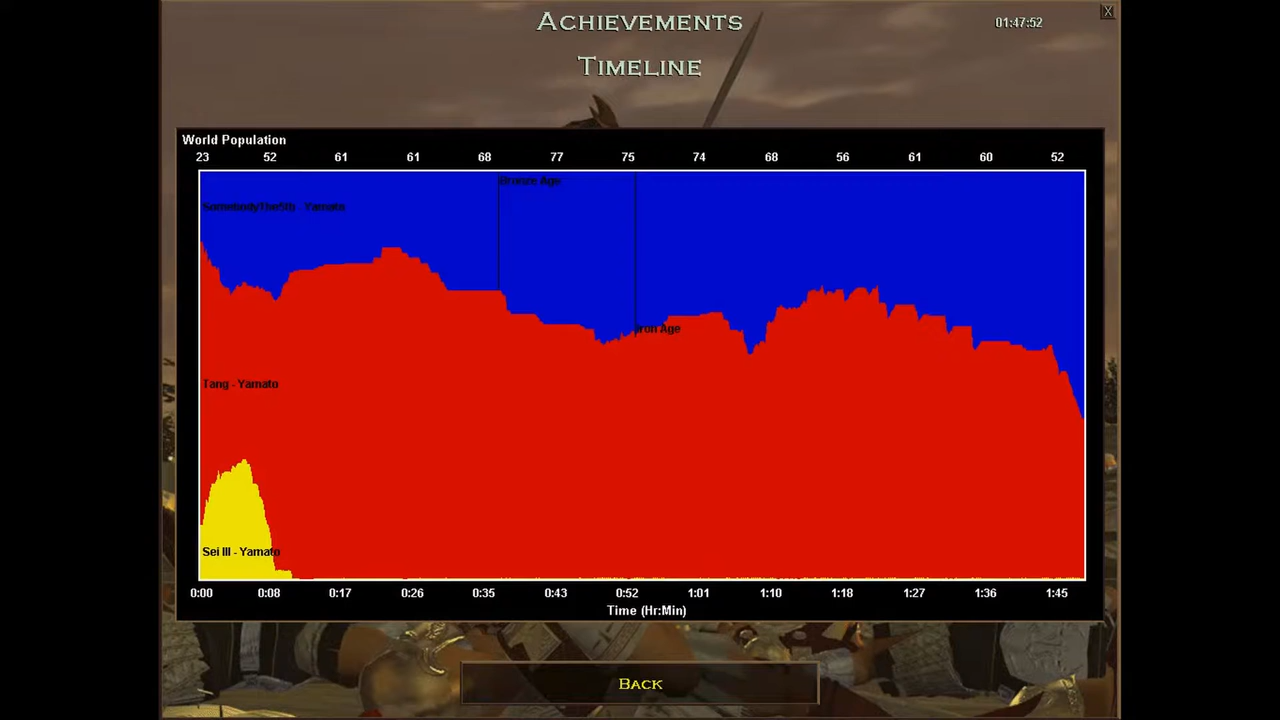 Achievements
01:47:52
X
Timeline
World Population
23 52 61 61 68 77 75 74 68 56 61 60 52
Bronze Age
SomebodyThe5th - Yamato
Iron Age
Tang - Yamato
Sei III - Yamato
0:00 0:08 0:17 0:26 0:35 0:43 0:52 1:01 1:10 1:18 1:27 1:36 1:45
Time (Hr:Min)
Back